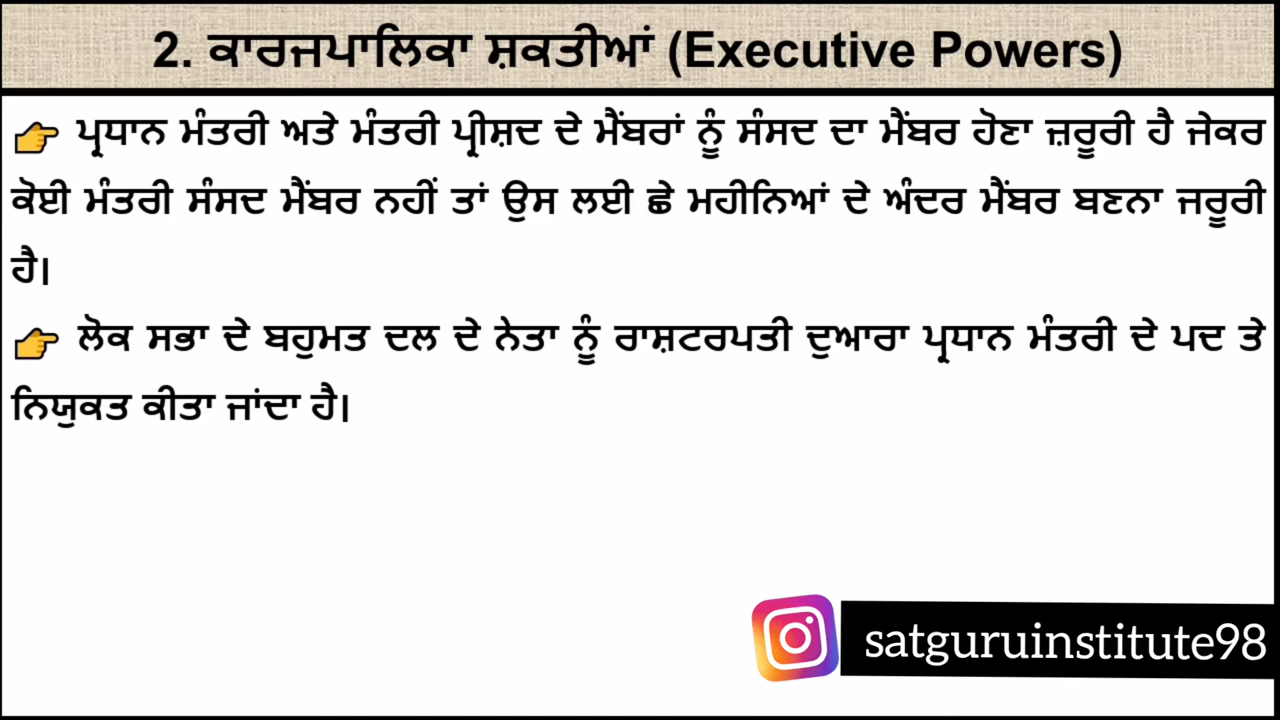 2. ਕਾਰਜਪਾਲਿਕਾ ਸ਼ਕਤੀਆਂ (Executive Powers)
👉 ਪ੍ਰਧਾਨ ਮੰਤਰੀ ਅਤੇ ਮੰਤਰੀ ਪ੍ਰੀਸ਼ਦ ਦੇ ਮੈਂਬਰਾਂ ਨੂੰ ਸੰਸਦ ਦਾ ਮੈਂਬਰ ਹੋਣਾ ਜ਼ਰੂਰੀ ਹੈ ਜੇਕਰ
ਕੋਈ ਮੰਤਰੀ ਸੰਸਦ ਮੈਂਬਰ ਨਹੀਂ ਤਾਂ ਉਸ ਲਈ ਛੇ ਮਹੀਨਿਆਂ ਦੇ ਅੰਦਰ ਮੈਂਬਰ ਬਣਨਾ ਜਰੂਰੀ
ਹੈ।
👉 ਲੋਕ ਸਭਾ ਦੇ ਬਹੁਮਤ ਦਲ ਦੇ ਨੇਤਾ ਨੂੰ ਰਾਸ਼ਟਰਪਤੀ ਦੁਆਰਾ ਪ੍ਰਧਾਨ ਮੰਤਰੀ ਦੇ ਪਦ ਤੇ
ਨਿਯੁਕਤ ਕੀਤਾ ਜਾਂਦਾ ਹੈ।
satguruinstitute98